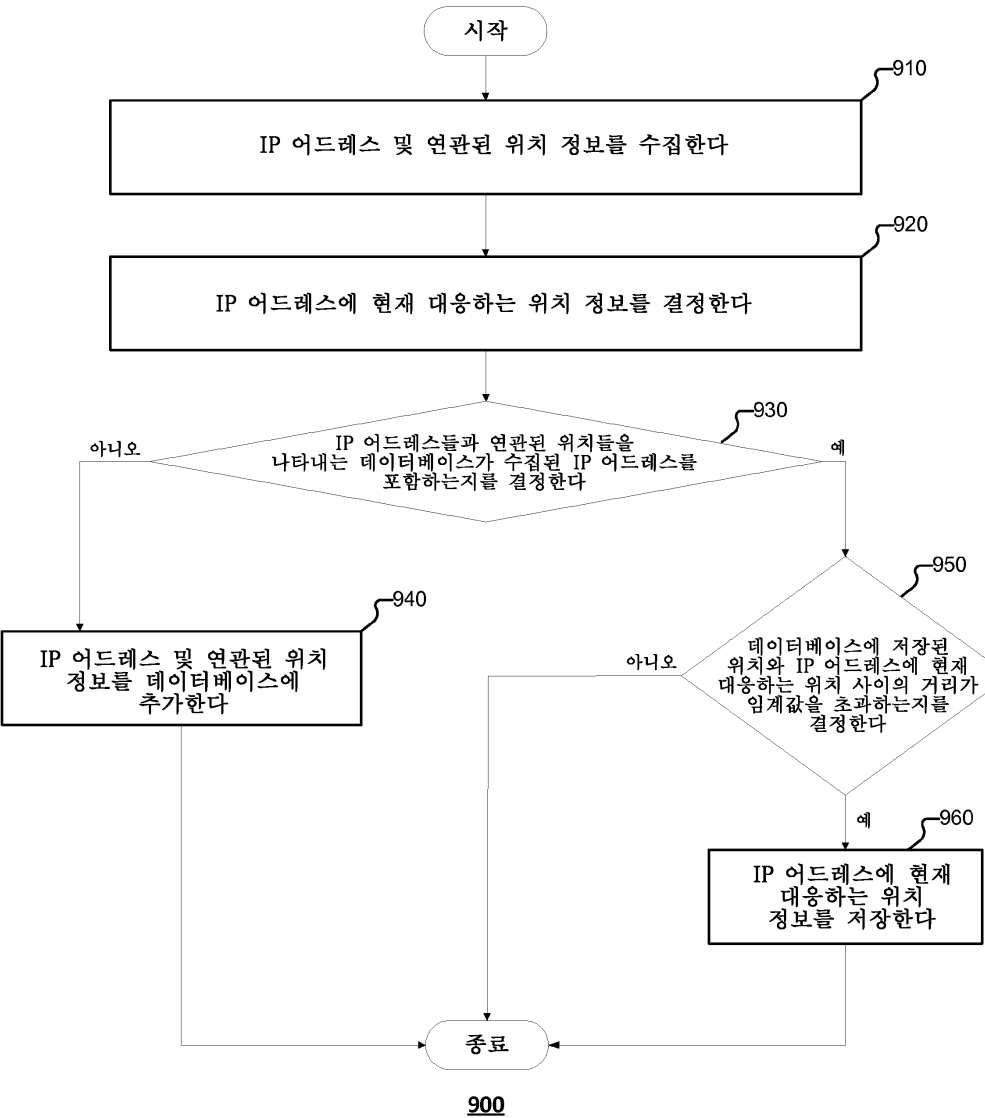 시작
910
IP 어드레스 및 연관된 위치 정보를 수집한다
920
IP 어드레스에 현재 대응하는 위치 정보를 결정한다
930
IP 어드레스들과 연관된 위치들을
나타내는 데이터베이스가 수집된 IP 어드레스를
포함하는지를 결정한다
아니오
예
950
940
IP 어드레스 및 연관된 위치
정보를 데이터베이스에
추가한다
데이터베이스에 저장된
위치와 IP 어드레스에 현재
대응하는 위치 사이의 거리가
임계값을 초과하는지를
결정한다
아니오
예
960
IP 어드레스에 현재
대응하는 위치
정보를 저장한다
종료
900